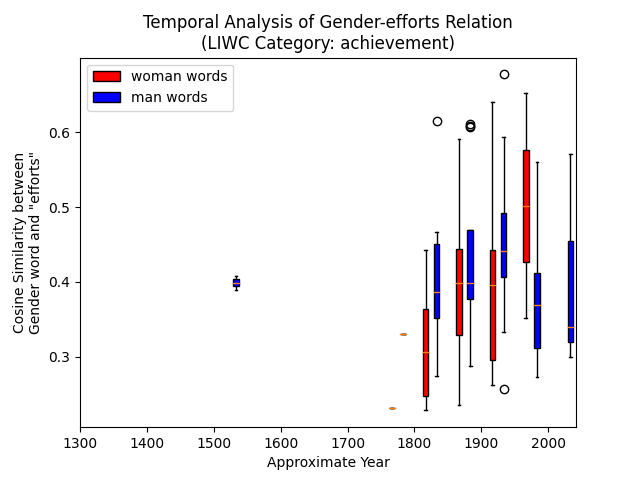 Temporal Analysis of Gender-efforts Relation
(LIWC Category: achievement)
woman words
man words
0.6
0.5
0.4
0.3
Cosine Similarity between
Gender word and "efforts"
1300 1400 1500 1600 1700 1800 1900 2000
Approximate Year